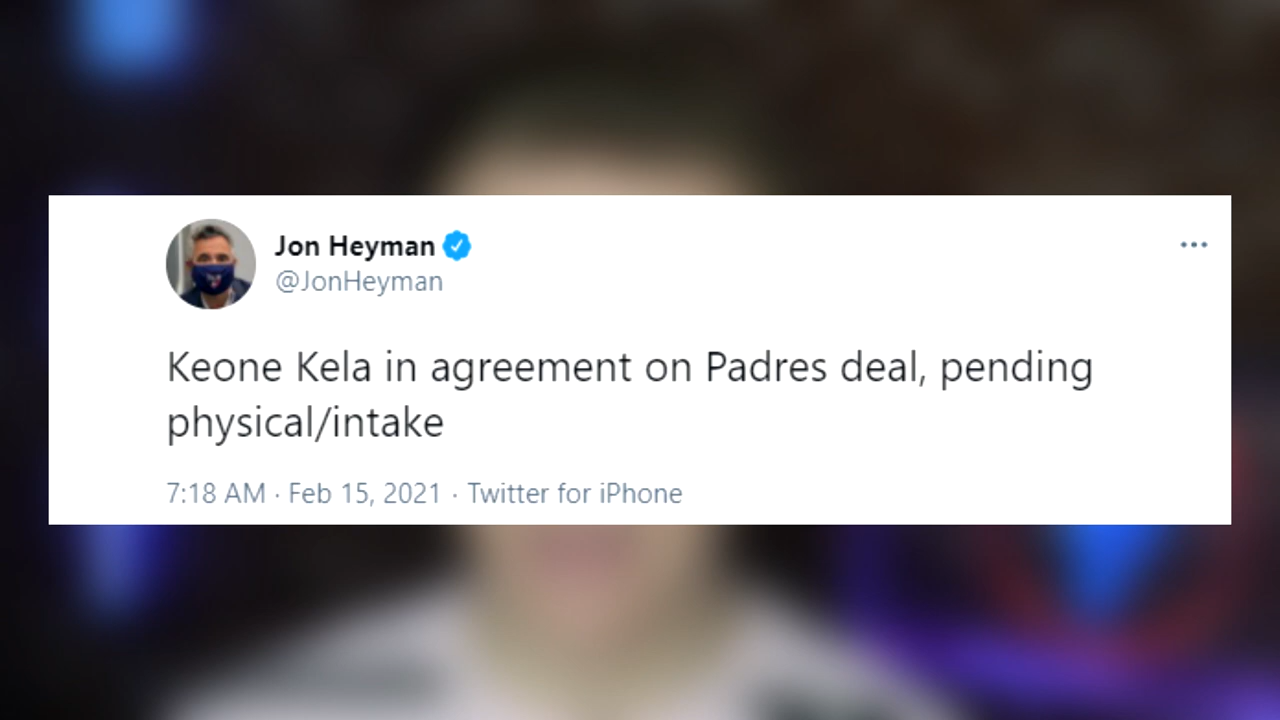 Jon Heyman
@JonHeyman
Keone Kela in agreement on Padres deal, pending
physical/intake
7:18 AM · Feb 15, 2021 · Twitter for iPhone